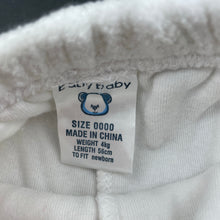 baby baby
SIZE 0000
MADE IN CHINA
WEIGHT 4kg
LENGTH 56cm
TO FIT newborn